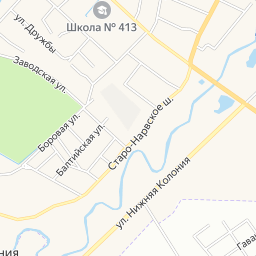 Школа № 413
ул. Дружбы
Заводская ул.
Боровая ул.
Балтийская ул.
Старо-Нарвское ш.
ул. Нижняя Колония